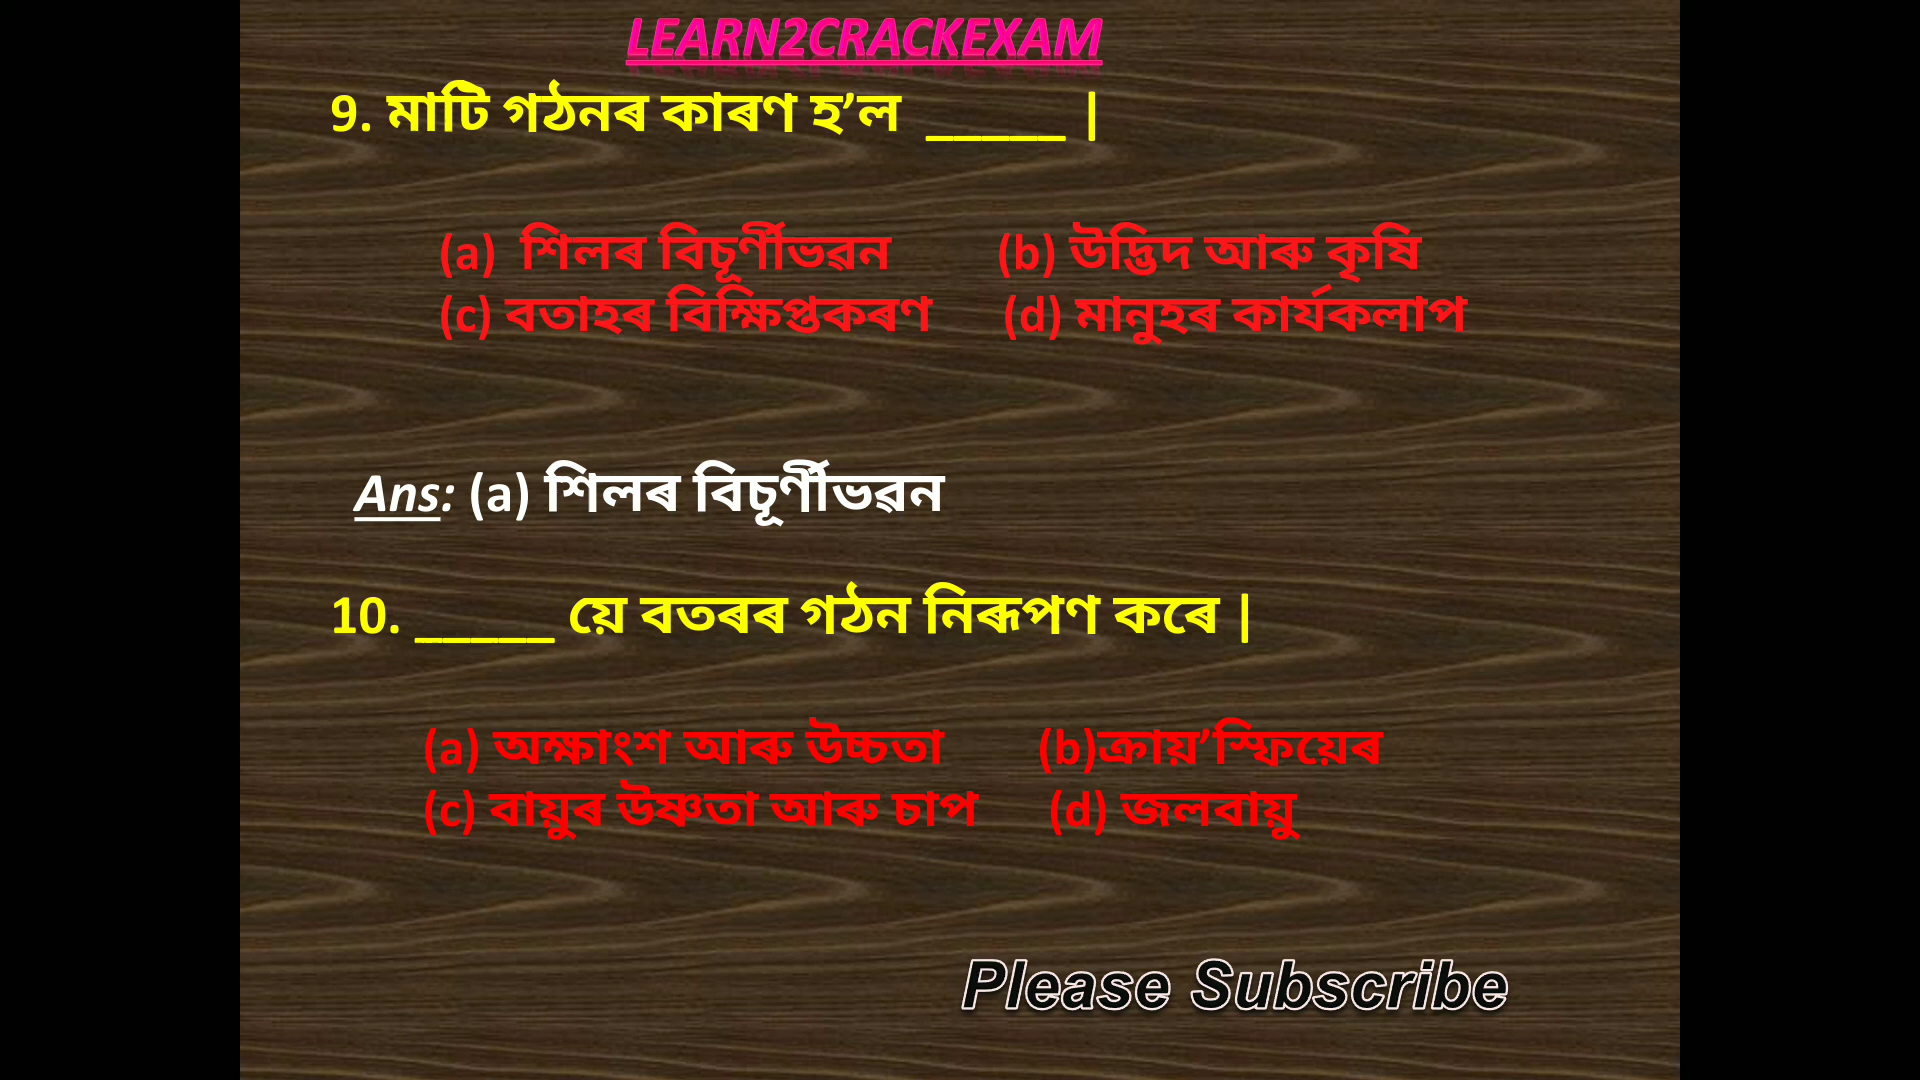 LEARN2CRACKEXAM
9. মাটি গঠনৰ কাৰণ হ’ল _____ |
(a) শিলৰ বিচূৰ্ণীভৱন (b) উদ্ভিদ আৰু কৃষি
(c) বতাহৰ বিক্ষিপ্তকৰণ (d) মানুহৰ কাৰ্যকলাপ
Ans: (a) শিলৰ বিচূৰ্ণীভৱন
10. _____ য়ে বতৰৰ গঠন নিৰূপণ কৰে |
(a) অক্ষাংশ আৰু উচ্চতা (b)ক্ৰায়’স্ফিয়েৰ
(c) বায়ুৰ উষ্ণতা আৰু চাপ (d) জলবায়ু
Please Subscribe